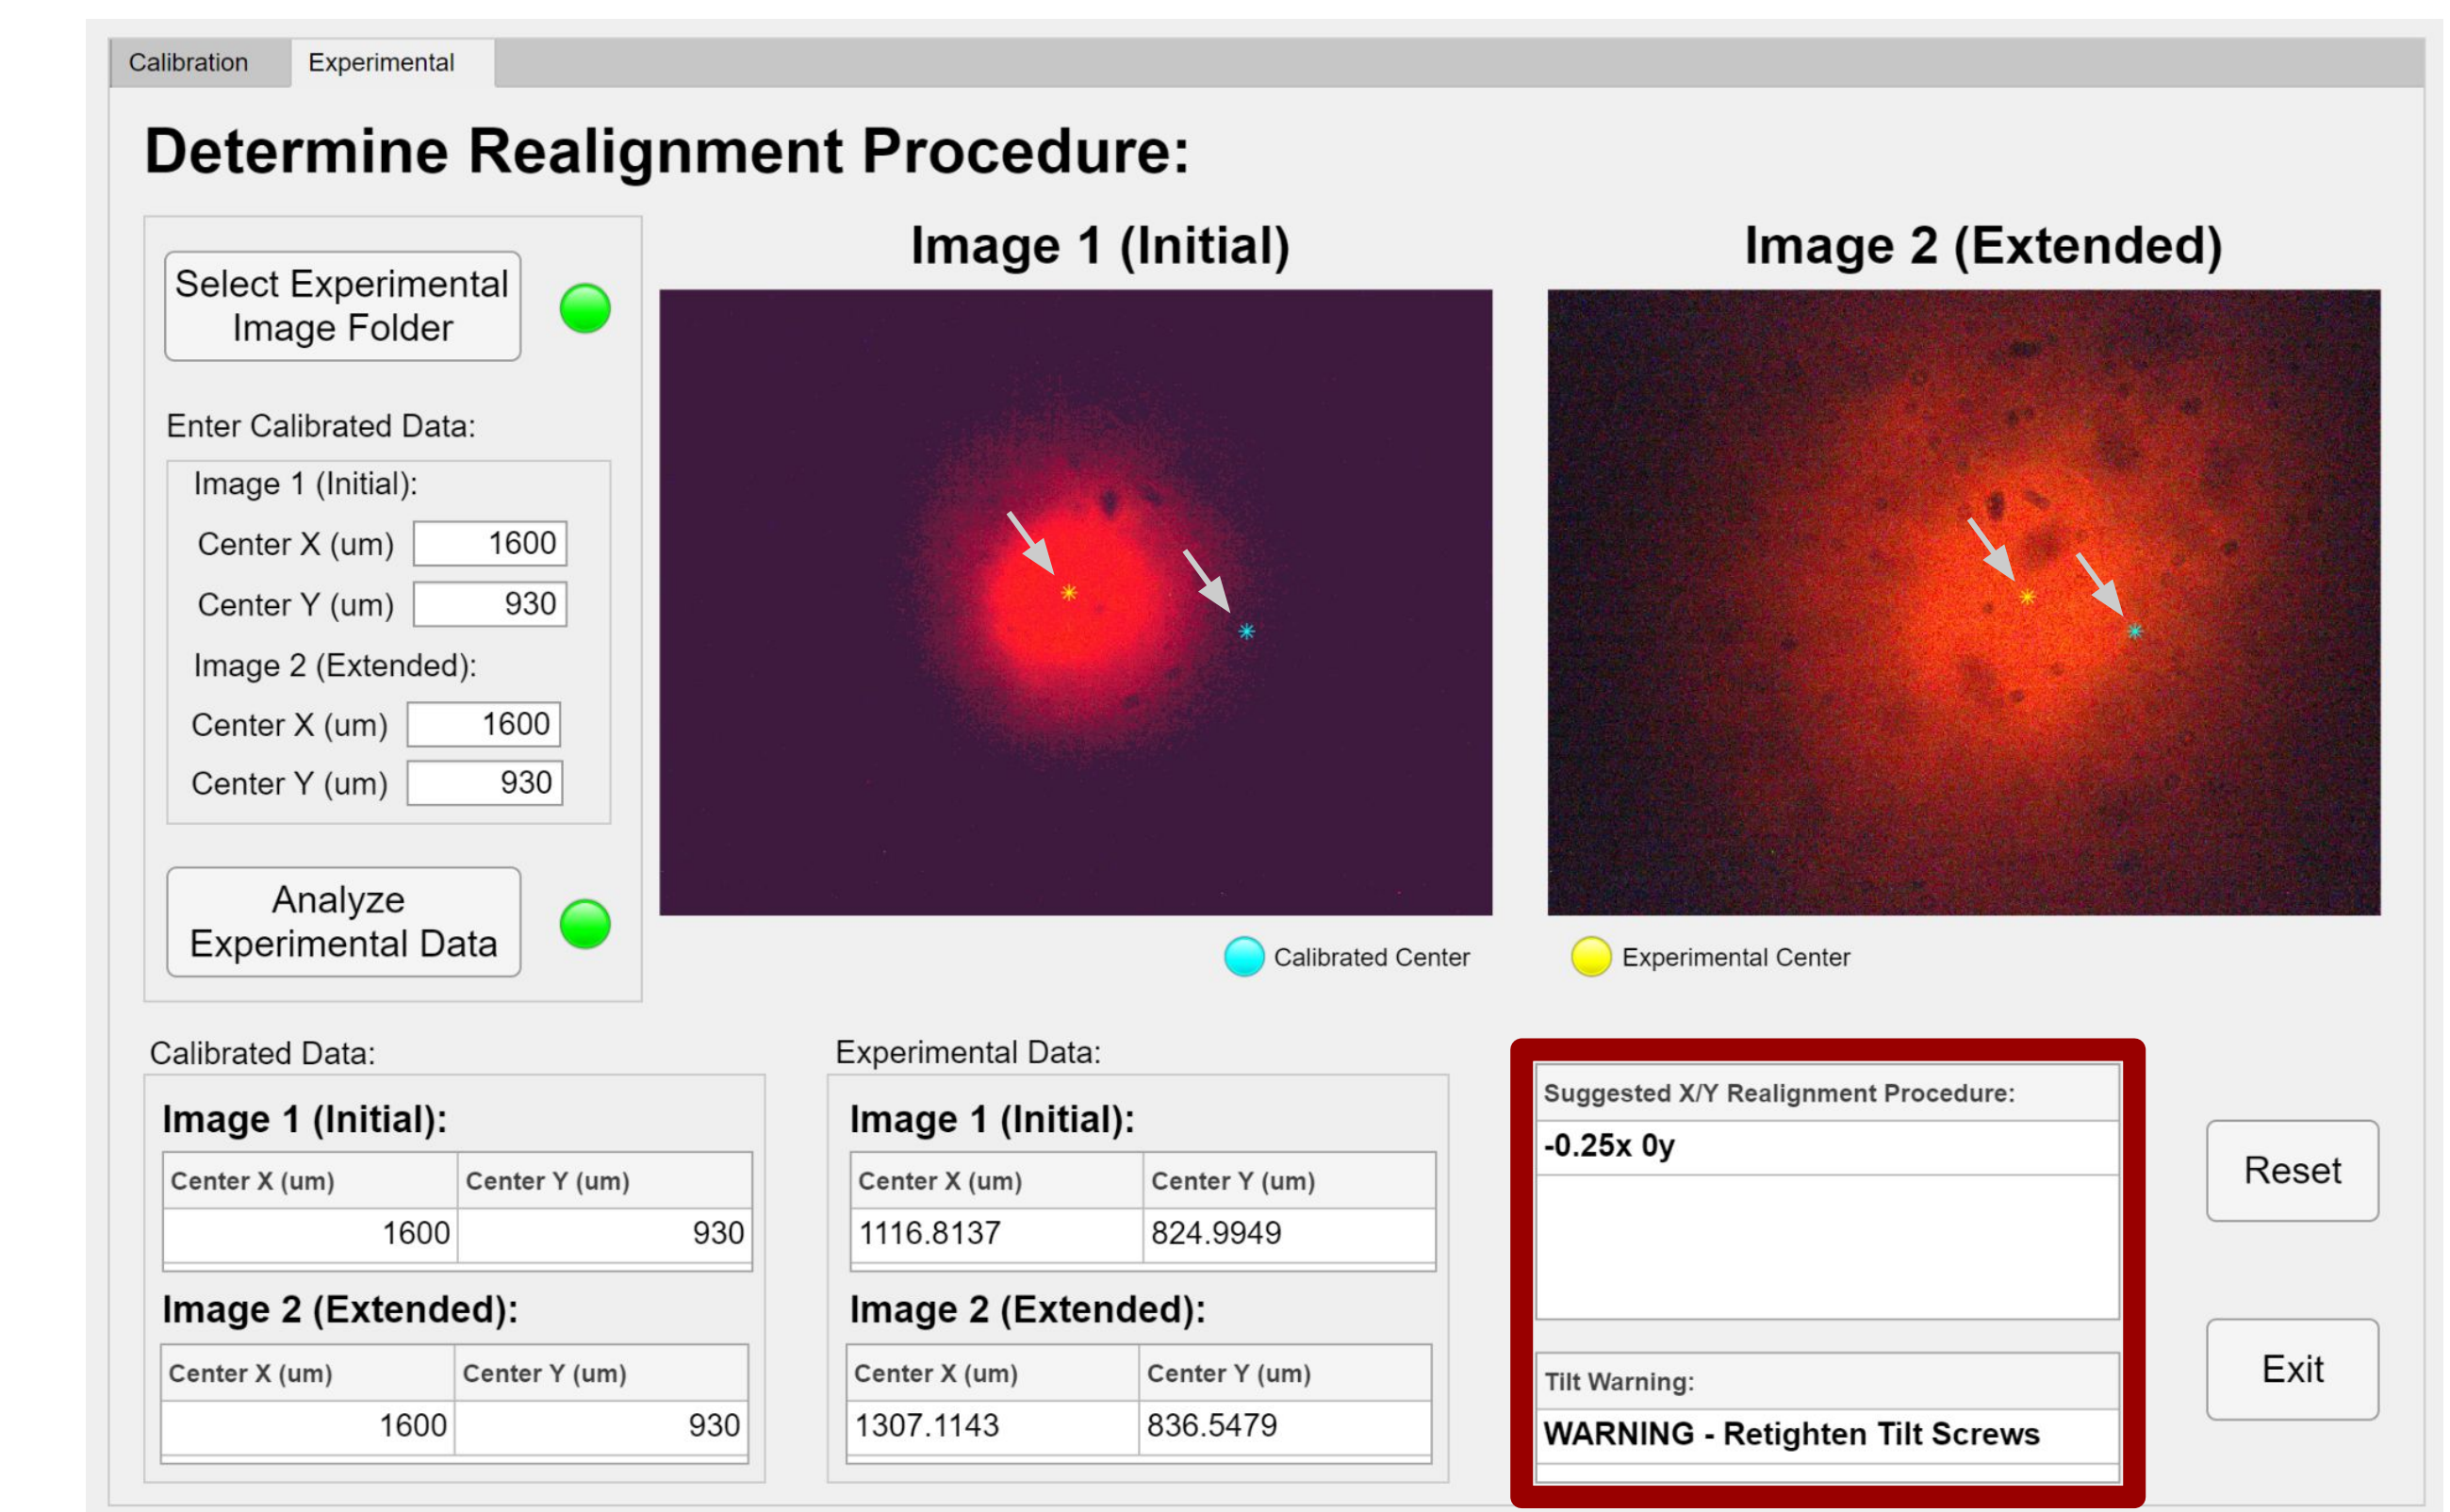 Calibration
Experimental
Determine Realignment Procedure:
Select Experimental
Image Folder
Enter Calibrated Data:
Image 1 (Initial):
Center X (um) 1600
Center Y (um) 930
Image 2 (Extended):
Center X (um) 1600
Center Y (um) 930
Analyze
Experimental Data
Image 1 (Initial)
Image 2 (Extended)
Calibrated Center
Experimental Center
Calibrated Data:
Image 1 (Initial):
Center X (um) Center Y (um)
1600 930
Image 2 (Extended):
Center X (um) Center Y (um)
1600 930
Experimental Data:
Image 1 (Initial):
Center X (um) Center Y (um)
1116.8137 824.9949
Image 2 (Extended):
Center X (um) Center Y (um)
1307.1143 836.5479
Suggested X/Y Realignment Procedure:
-0.25x 0y
Tilt Warning:
WARNING - Retighten Tilt Screws
Reset
Exit